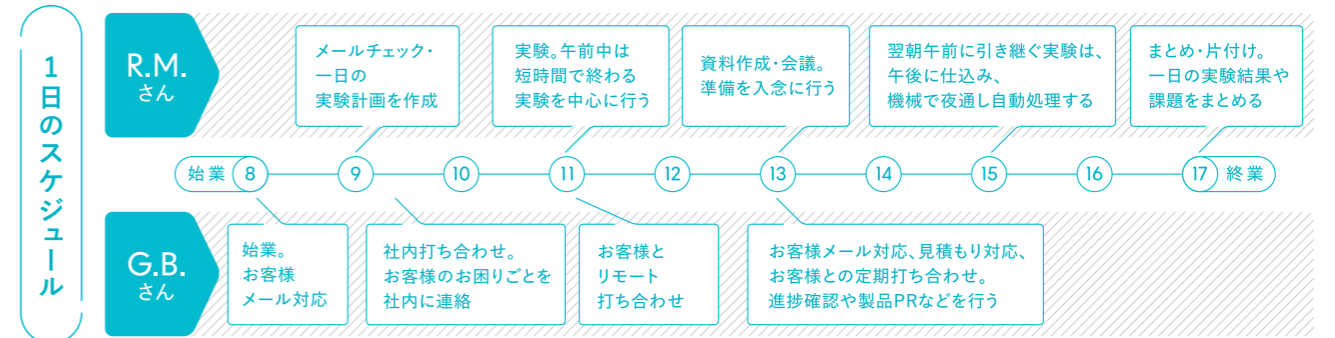 1日のスケジュール
R.M.
さん
メールチェック・
一日の
実験計画を作成
実験。午前中は
短時間で終わる
実験を中心に行う
資料作成・会議。
準備を入念に行う
翌朝午前に引き継ぐ実験は、
午後に仕込み、
機械で夜通し自動処理する
まとめ・片付け。
一日の実験結果や
課題をまとめる
始業 8 9 10 11 12 13 14 15 16 17 終業
G.B.
さん
始業。
お客様
メール対応
社内打ち合わせ。
お客様のお困りごとを
社内に連絡
お客様と
リモート
打ち合わせ
お客様メール対応、見積もり対応、
お客様との定期打ち合わせ。
進捗確認や製品PRなどを行う